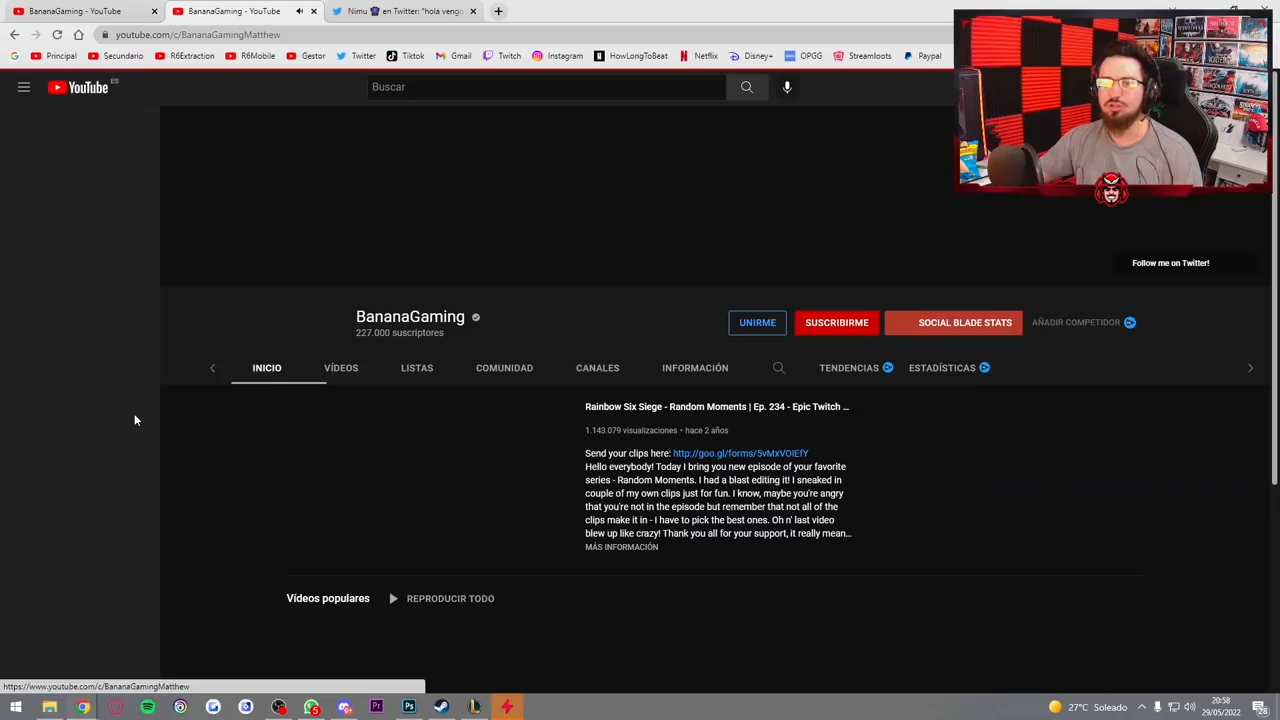 BananaGaming - YouTube
BananaGaming - YouTube
Nimu en Twitter: "hola vengo
youtube.com/c/BananaGamingMatthew
Principal
Secundario
R6Extraction
R6Mobile
Gestor
Twitter
Tiktok
Gmail
Twitch
Instagram
HowLongToBeat
Netflix
Disney+
OPGG
Streamloots
Paypal
YouTube ES
Buscar
Follow me on Twitter!
BananaGaming
227.000 suscriptores
UNIRME
SUSCRIBIRME
SOCIAL BLADE STATS
AÑADIR COMPETIDOR
INICIO
VÍDEOS
LISTAS
COMUNIDAD
CANALES
INFORMACIÓN
TENDENCIAS
ESTADÍSTICAS
Rainbow Six Siege - Random Moments | Ep. 234 - Epic Twitch ...
1.143.079 visualizaciones • hace 2 años
Send your clips here: http://goo.gl/forms/5vMxVOIEfY
Hello everybody! Today I bring you new episode of your favorite
series - Random Moments. I had a blast editing it! I sneaked in
couple of my own clips just for fun. I know, maybe you're angry
that you're not in the episode but remember that not all of the
clips make it in - I have to pick the best ones. Oh n' last video
blew up like crazy! Thank you all for your support, it really mean...
MÁS INFORMACIÓN
Vídeos populares
REPRODUCIR TODO
https://www.youtube.com/c/BananaGamingMatthew
5
27°C Soleado
20:58
29/05/2022
28